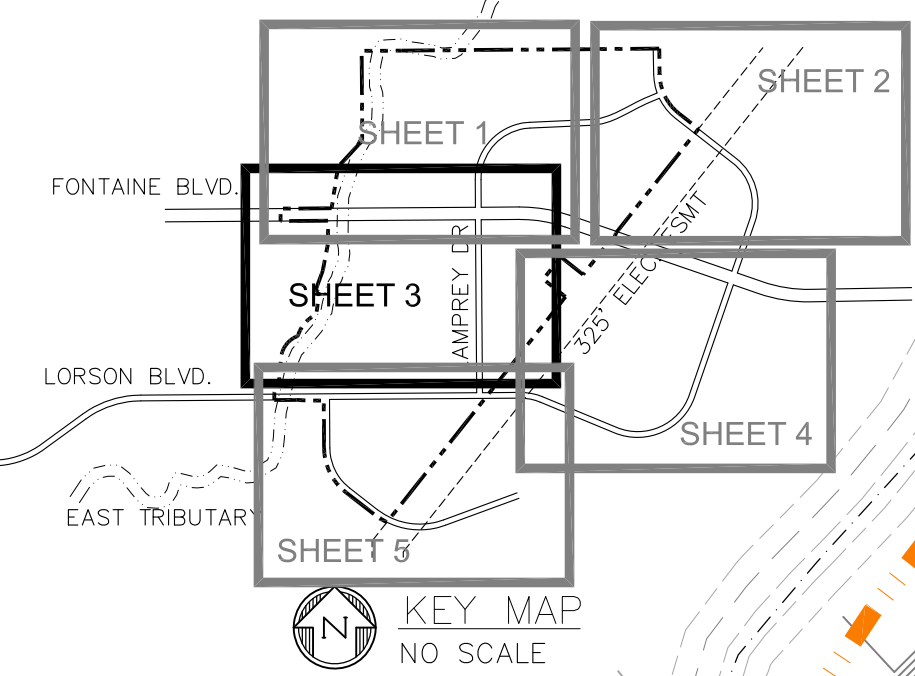 SHEET 2
SHEET 1
FONTAINE BLVD.
325' ELEC ESMT
AMPREY DR
SHEET 3
LORSON BLVD.
SHEET 4
EAST TRIBUTARY
SHEET 5
N
KEY MAP
NO SCALE